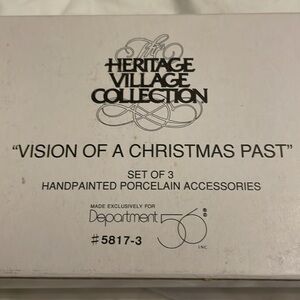 The
HERITAGE
VILLAGE
COLLECTION
"VISION OF A CHRISTMAS PAST"
SET OF 3
HANDPAINTED PORCELAIN ACCESSORIES
MADE EXCLUSIVELY FOR
Department 56 ®
INC
#5817-3